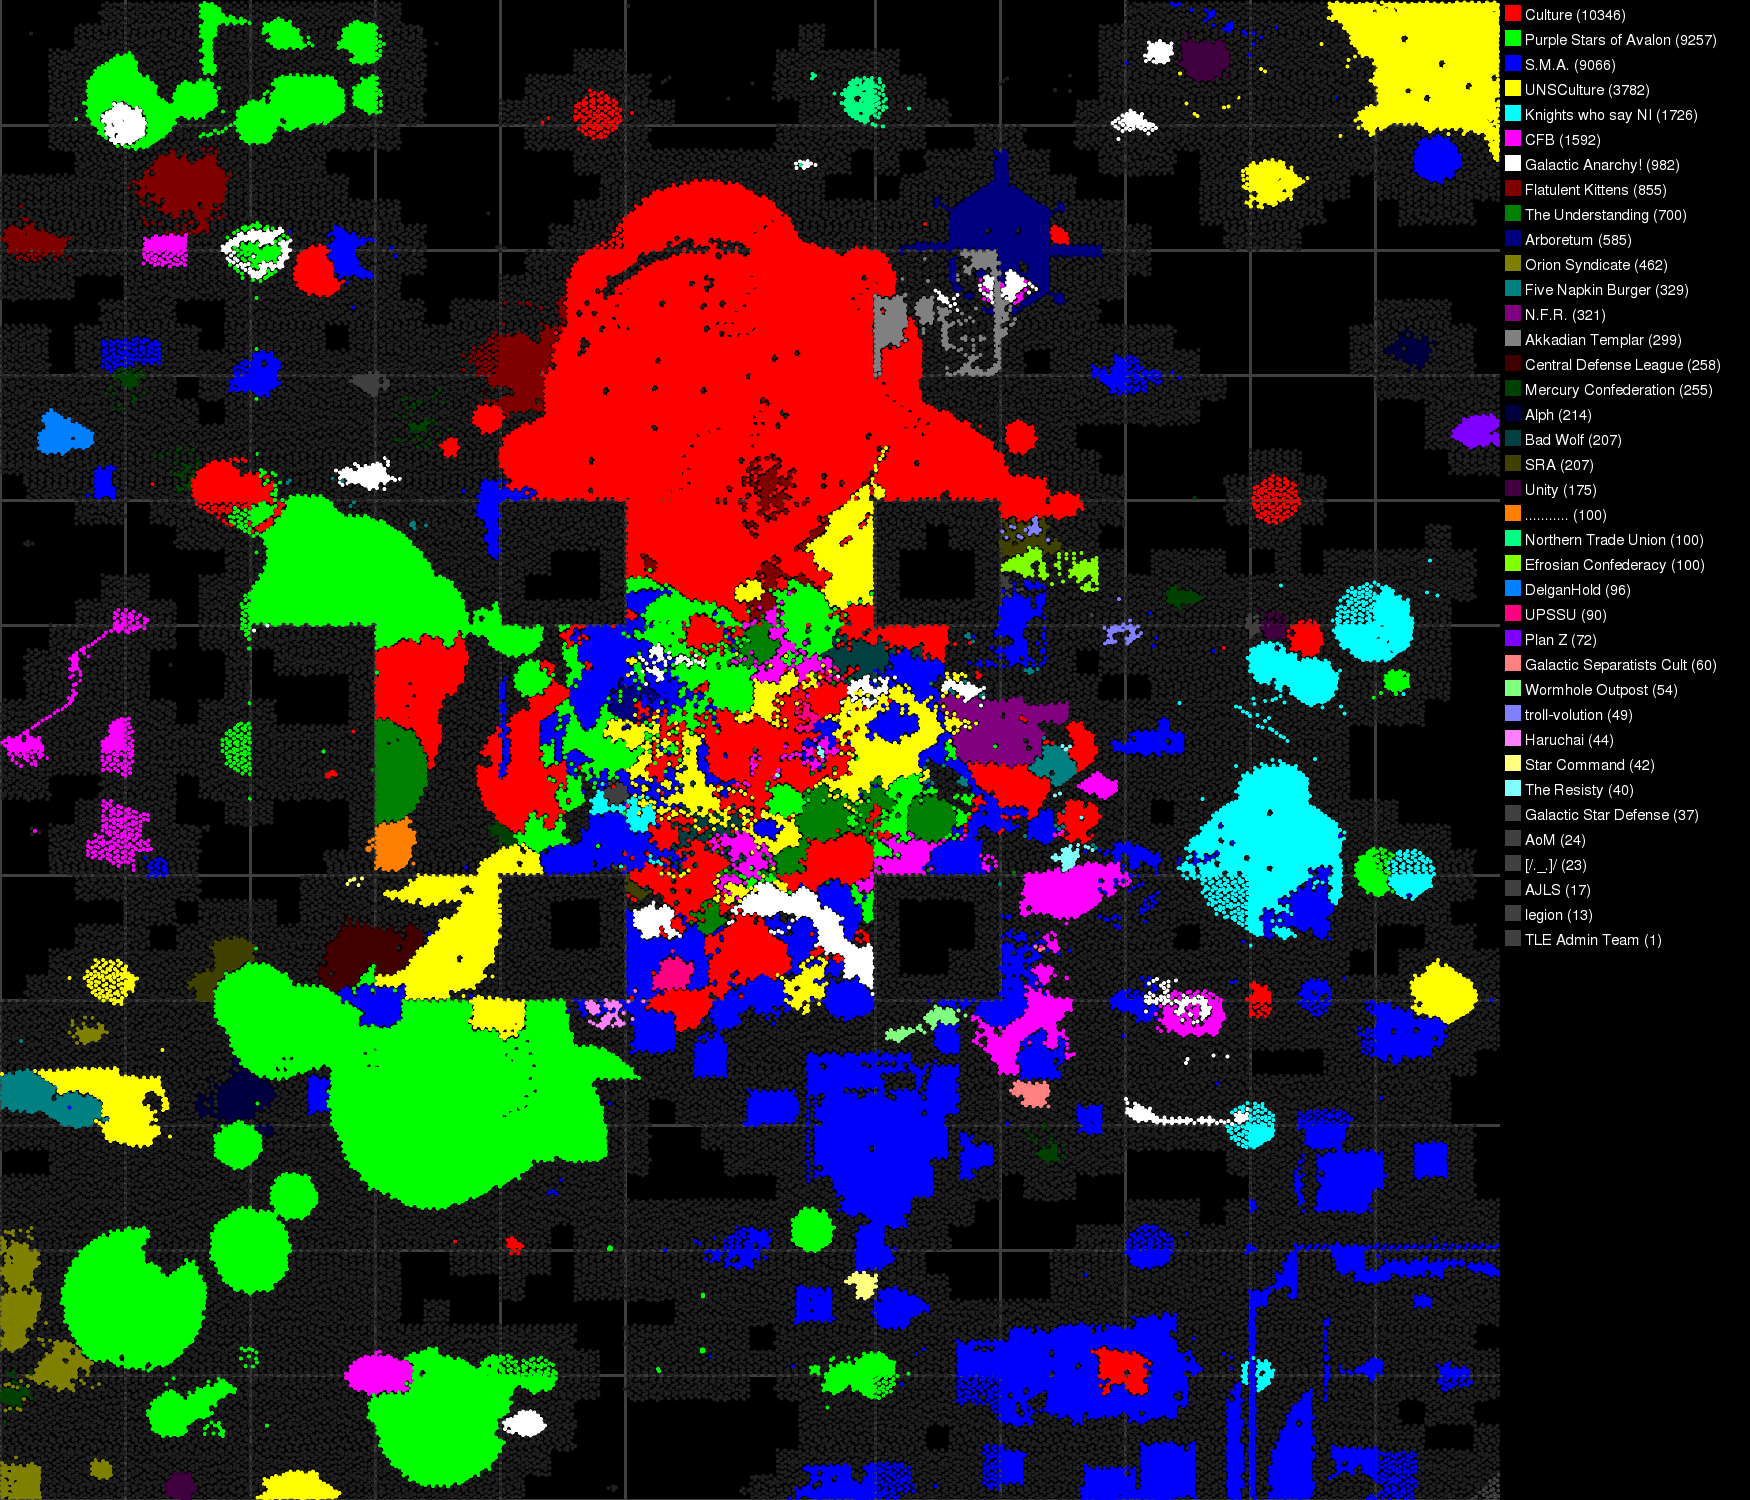 Culture (10346)
Purple Stars of Avalon (9257)
S.M.A. (9066)
UNSCulture (3782)
Knights who say NI (1726)
CFB (1592)
Galactic Anarchy! (982)
Flatulent Kittens (855)
The Understanding (700)
Arboretum (585)
Orion Syndicate (462)
Five Napkin Burger (329)
N.F.R. (321)
Akkadian Templar (299)
Central Defense League (258)
Mercury Confederation (255)
Alph (214)
Bad Wolf (207)
SRA (207)
Unity (175)
........... (100)
Northern Trade Union (100)
Efrosian Confederacy (100)
DelganHold (96)
UPSSU (90)
Plan Z (72)
Galactic Separatists Cult (60)
Wormhole Outpost (54)
troll-volution (49)
Haruchai (44)
Star Command (42)
The Resisty (40)
Galactic Star Defense (37)
AoM (24)
[/._.]/ (23)
AJLS (17)
legion (13)
TLE Admin Team (1)